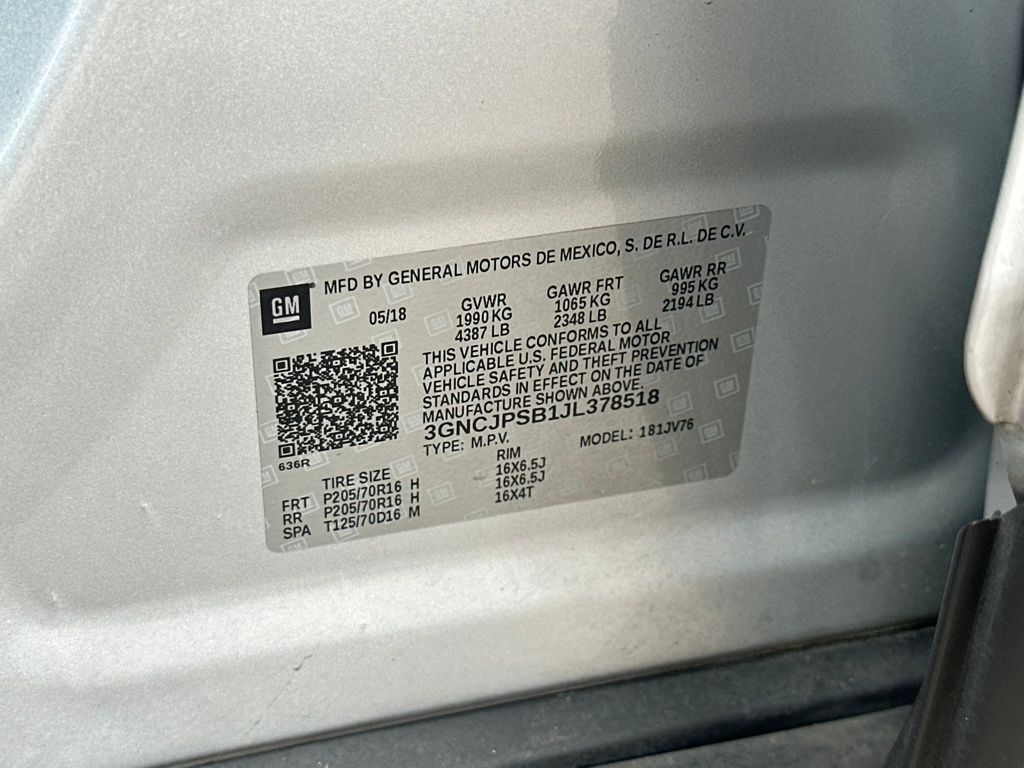 MFD BY GENERAL MOTORS DE MEXICO, S. DE R.L. DE C.V.
GM
05/18
GVWR
1990 KG
4387 LB
GAWR FRT
1065 KG
2348 LB
GAWR RR
995 KG
2194 LB
THIS VEHICLE CONFORMS TO ALL
APPLICABLE U.S. FEDERAL MOTOR
VEHICLE SAFETY AND THEFT PREVENTION
STANDARDS IN EFFECT ON THE DATE OF
MANUFACTURE SHOWN ABOVE.
3GNCJPSB1JL378518
TYPE: M.P.V. MODEL: 181JV76
636R
TIRE SIZE RIM
FRT P205/70R16 H 16X6.5J
RR P205/70R16 H 16X6.5J
SPA T125/70D16 M 16X4T